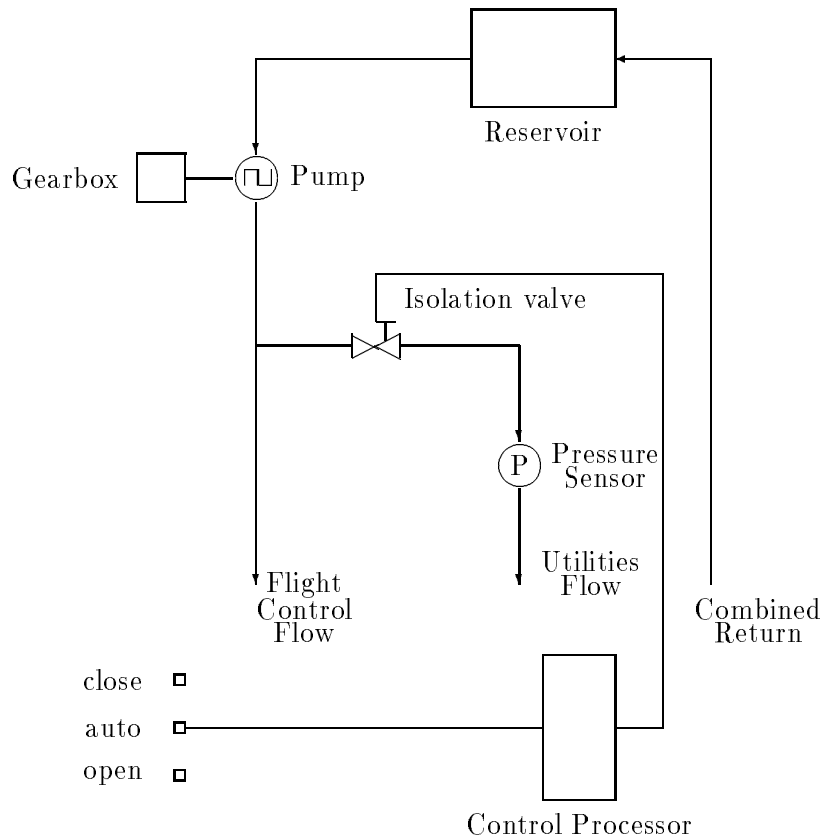 Reservoir
Gearbox
Pump
Isolation valve
P
Pressure
Sensor
Utilities
Flow
Flight
Control
Flow
Combined
Return
close
auto
open
Control Processor